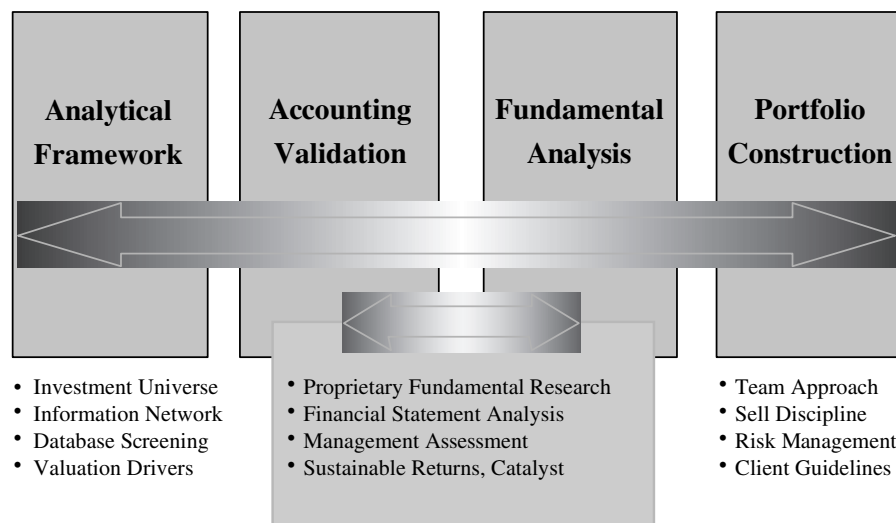 Analytical
Framework
Accounting
Validation
Fundamental
Analysis
Portfolio
Construction
• Investment Universe
• Information Network
• Database Screening
• Valuation Drivers
• Proprietary Fundamental Research
• Financial Statement Analysis
• Management Assessment
• Sustainable Returns, Catalyst
• Team Approach
• Sell Discipline
• Risk Management
• Client Guidelines